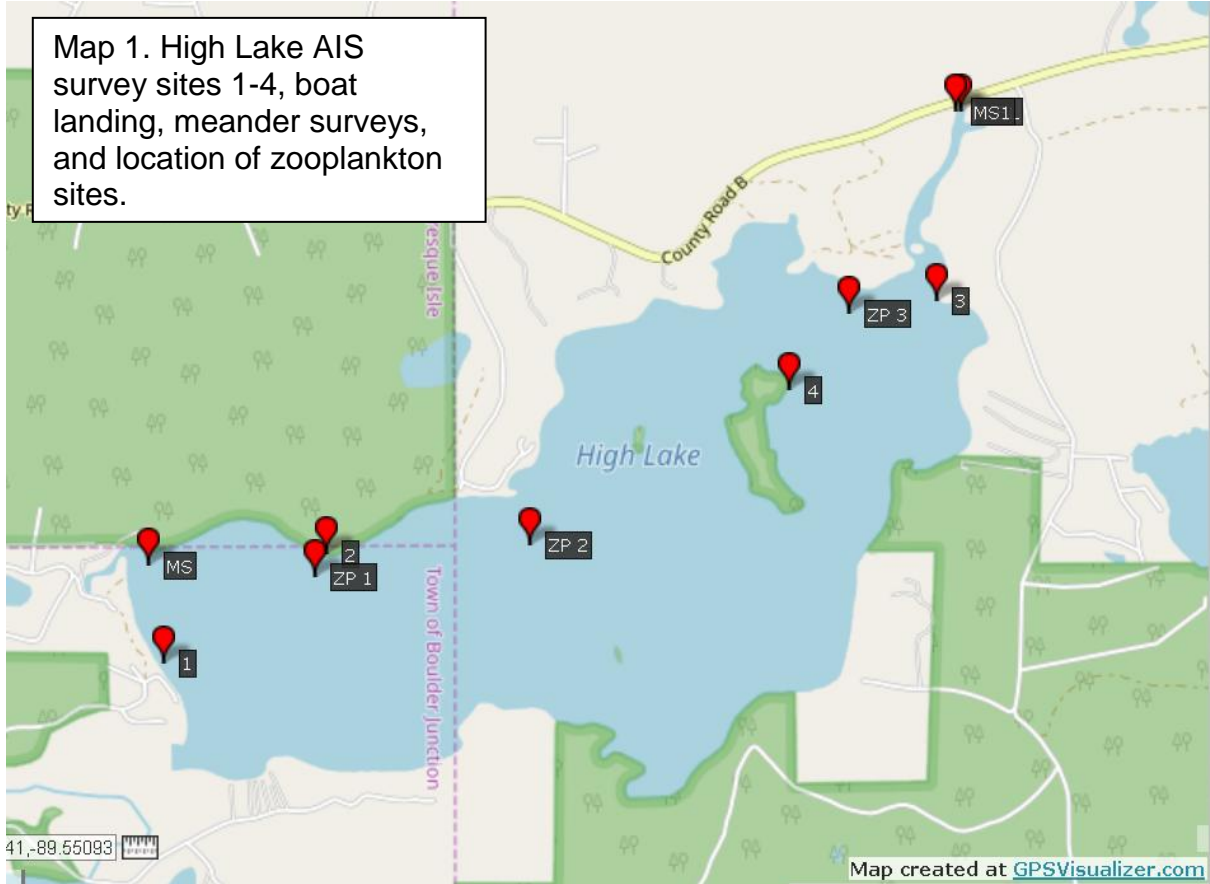 Map 1. High Lake AIS
survey sites 1-4, boat
landing, meander surveys,
and location of zooplankton
sites.
MS1
County Road B
esque Isle
3
ZP 3
4
High Lake
MS
2
ZP 1
ZP 2
1
Town of Boulder Junction
41,-89.55093
Map created at GPSVisualizer.com